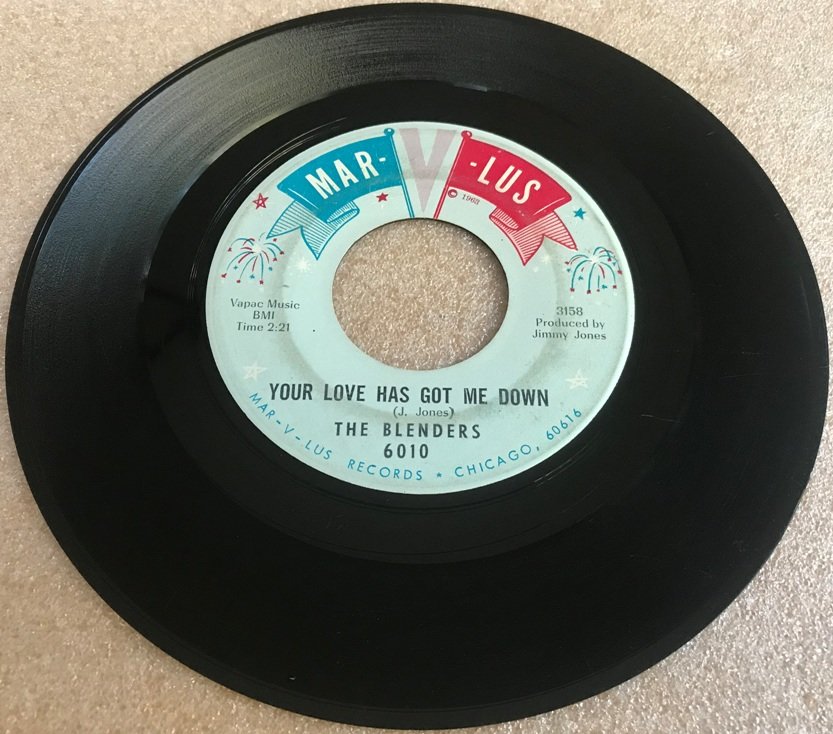 MAR-V-LUS
© 1965
Vapac Music
BMI
Time 2:21
3158
Produced by
Jimmy Jones
YOUR LOVE HAS GOT ME DOWN
(J. Jones)
THE BLENDERS
6010
MAR-V-LUS RECORDS ★ CHICAGO, 60616